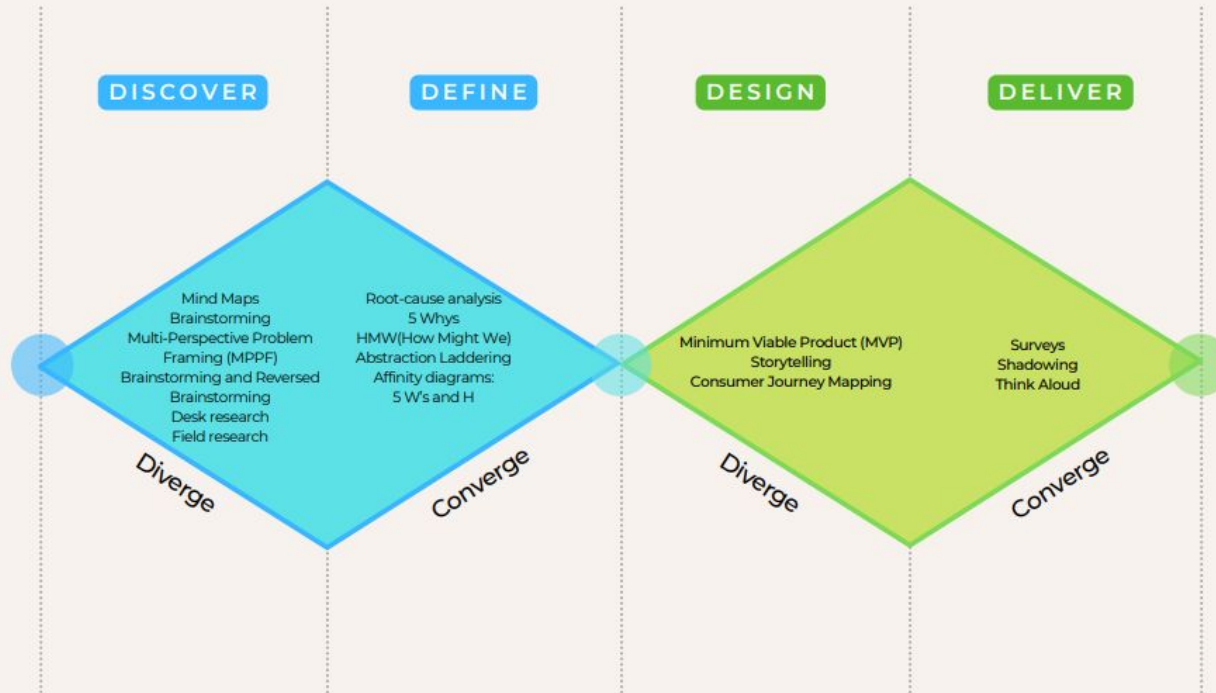 DISCOVER
DEFINE
DESIGN
DELIVER
Mind Maps
Brainstorming
Multi-Perspective Problem
Framing (MPPF)
Brainstorming and Reversed
Brainstorming
Desk research
Field research
Root-cause analysis
5 Whys
HMW(How Might We)
Abstraction Laddering
Affinity diagrams:
5 W's and H
Minimum Viable Product (MVP)
Storytelling
Consumer Journey Mapping
Surveys
Shadowing
Think Aloud
Diverge
Converge
Diverge
Converge